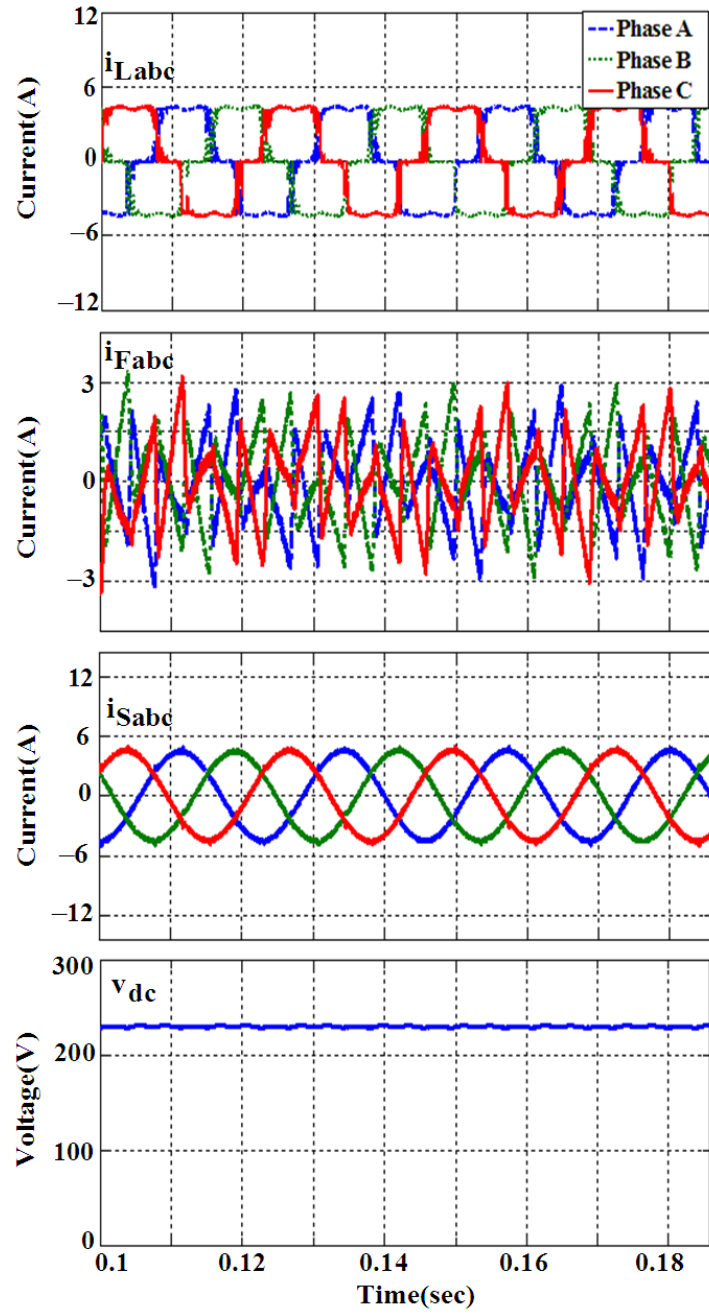 12
6
0
−6
−12
Current(A)
iLabc
Phase A
Phase B
Phase C
3
0
−3
Current(A)
iFabc
12
6
0
−6
−12
Current(A)
iSabc
300
200
100
0
Voltage(V)
vdc
0.1 0.12 0.14 0.16 0.18
Time(sec)